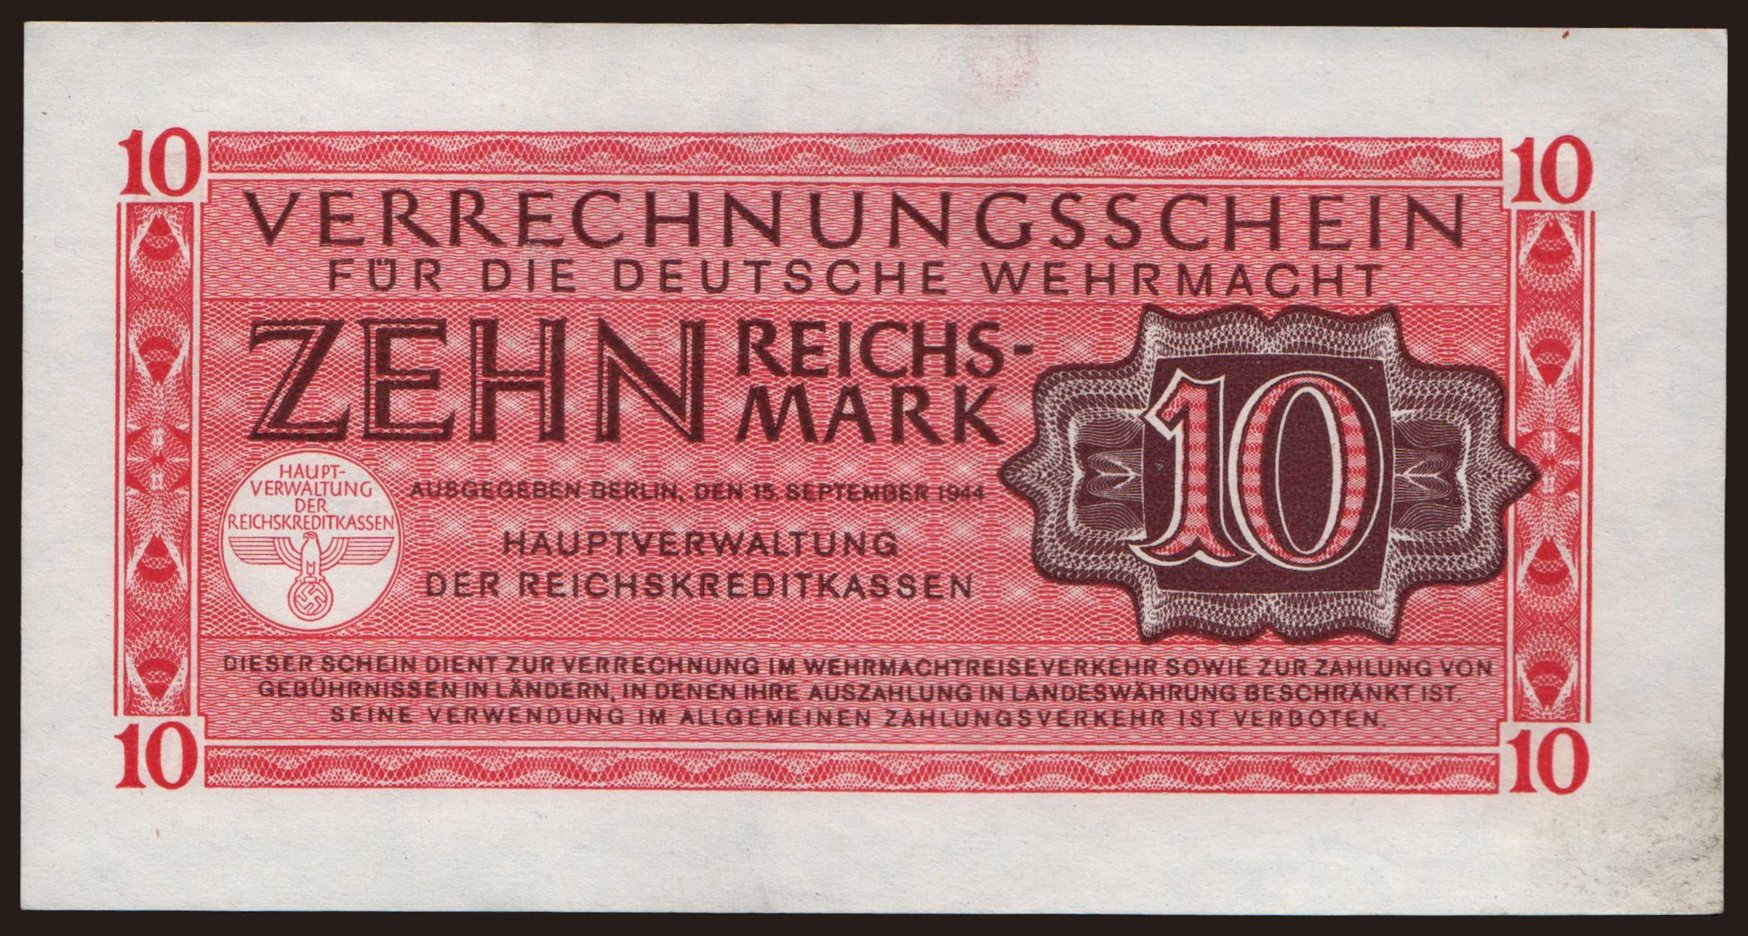 10 10
VERRECHNUNGSSCHEIN
FÜR DIE DEUTSCHE WEHRMACHT
ZEHN REICHS-
MARK
10
HAUPT-
VERWALTUNG
DER
REICHSKREDITKASSEN
AUSGEGEBEN BERLIN, DEN 15. SEPTEMBER 1944
HAUPTVERWALTUNG
DER REICHSKREDITKASSEN
DIESER SCHEIN DIENT ZUR VERRECHNUNG IM WEHRMACHTREISEVERKEHR SOWIE ZUR ZAHLUNG VON
GEBÜHRNISSEN IN LÄNDERN, IN DENEN IHRE AUSZAHLUNG IN LANDESWÄHRUNG BESCHRÄNKT IST.
SEINE VERWENDUNG IM ALLGEMEINEN ZAHLUNGSVERKEHR IST VERBOTEN.
10 10